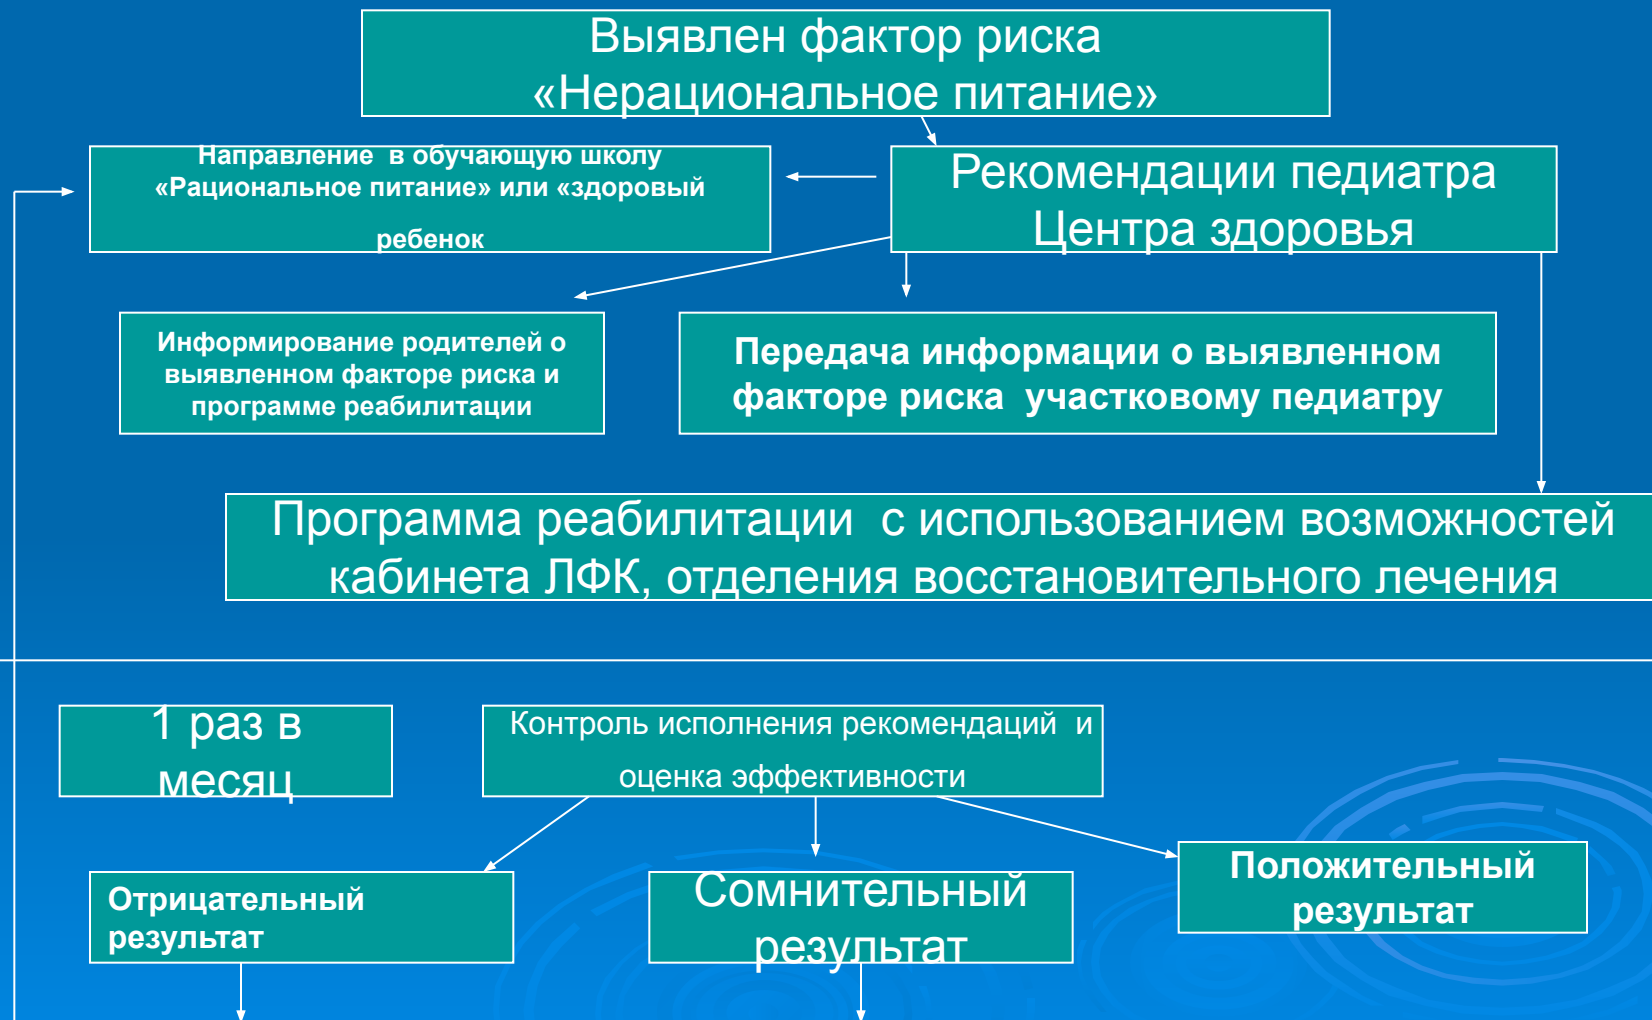 Выявлен фактор риска
«Нерациональное питание»
Направление в обучающую школу
«Рациональное питание» или «здоровый
ребенок
Рекомендации педиатра
Центра здоровья
Информирование родителей о
выявленном факторе риска и
программе реабилитации
Передача информации о выявленном
факторе риска участковому педиатру
Программа реабилитации с использованием возможностей
кабинета ЛФК, отделения восстановительного лечения
1 раз в
месяц
Контроль исполнения рекомендаций и
оценка эффективности
Отрицательный
результат
Сомнительный
результат
Положительный
результат